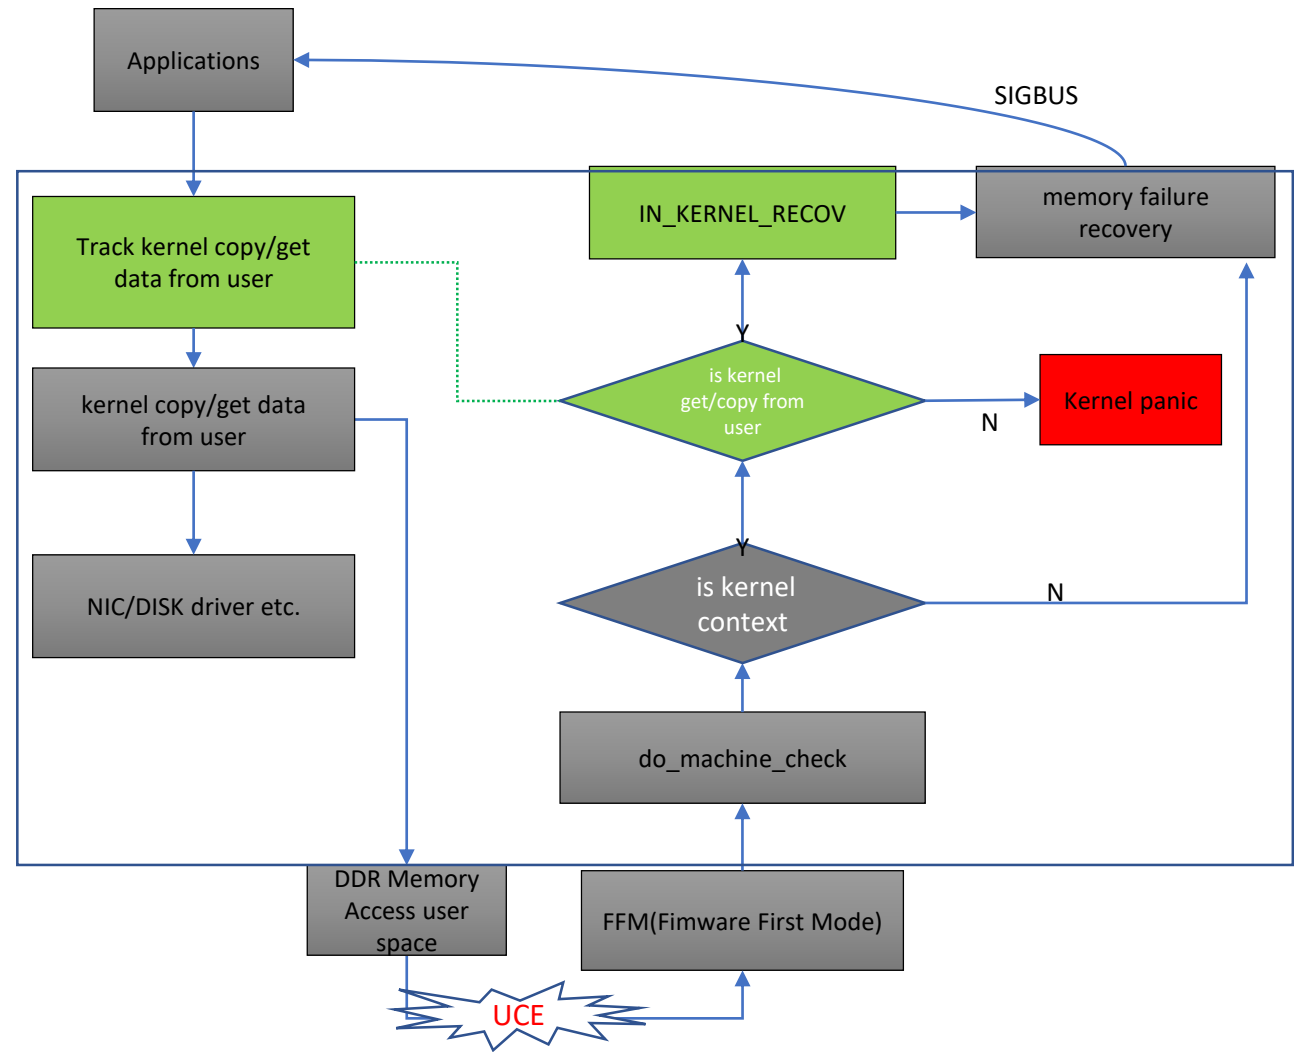 Applications
SIGBUS
IN_KERNEL_RECOV
memory failure
recovery
Track kernel copy/get
data from user
Y
is kernel
get/copy from
user
N
Kernel panic
kernel copy/get data
from user
Y
is kernel
context
N
NIC/DISK driver etc.
do_machine_check
DDR Memory
Access user
space
FFM(Fimware First Mode)
UCE